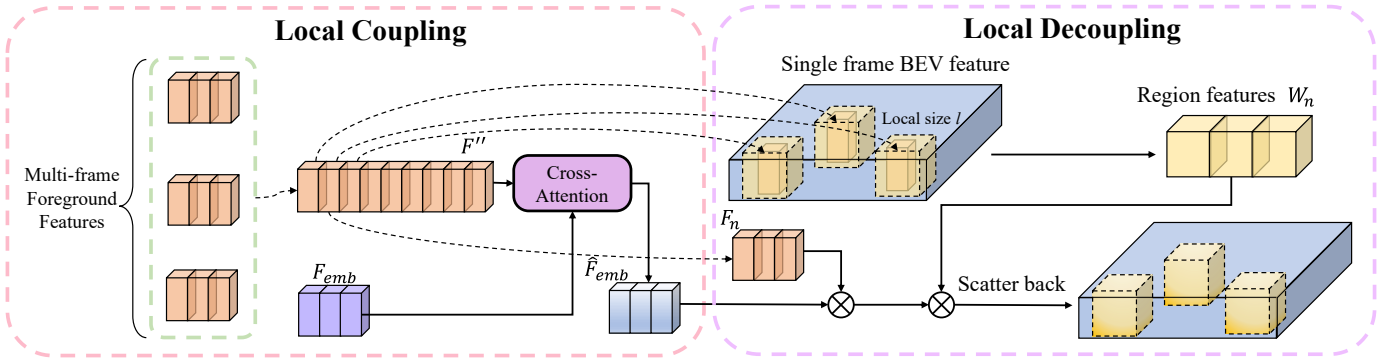 Local Coupling
Multi-frame
Foreground
Features
F''
Cross-
Attention
F_emb
F̂_emb
Local Decoupling
Single frame BEV feature
Local size l
Region features W_n
F_n
Scatter back